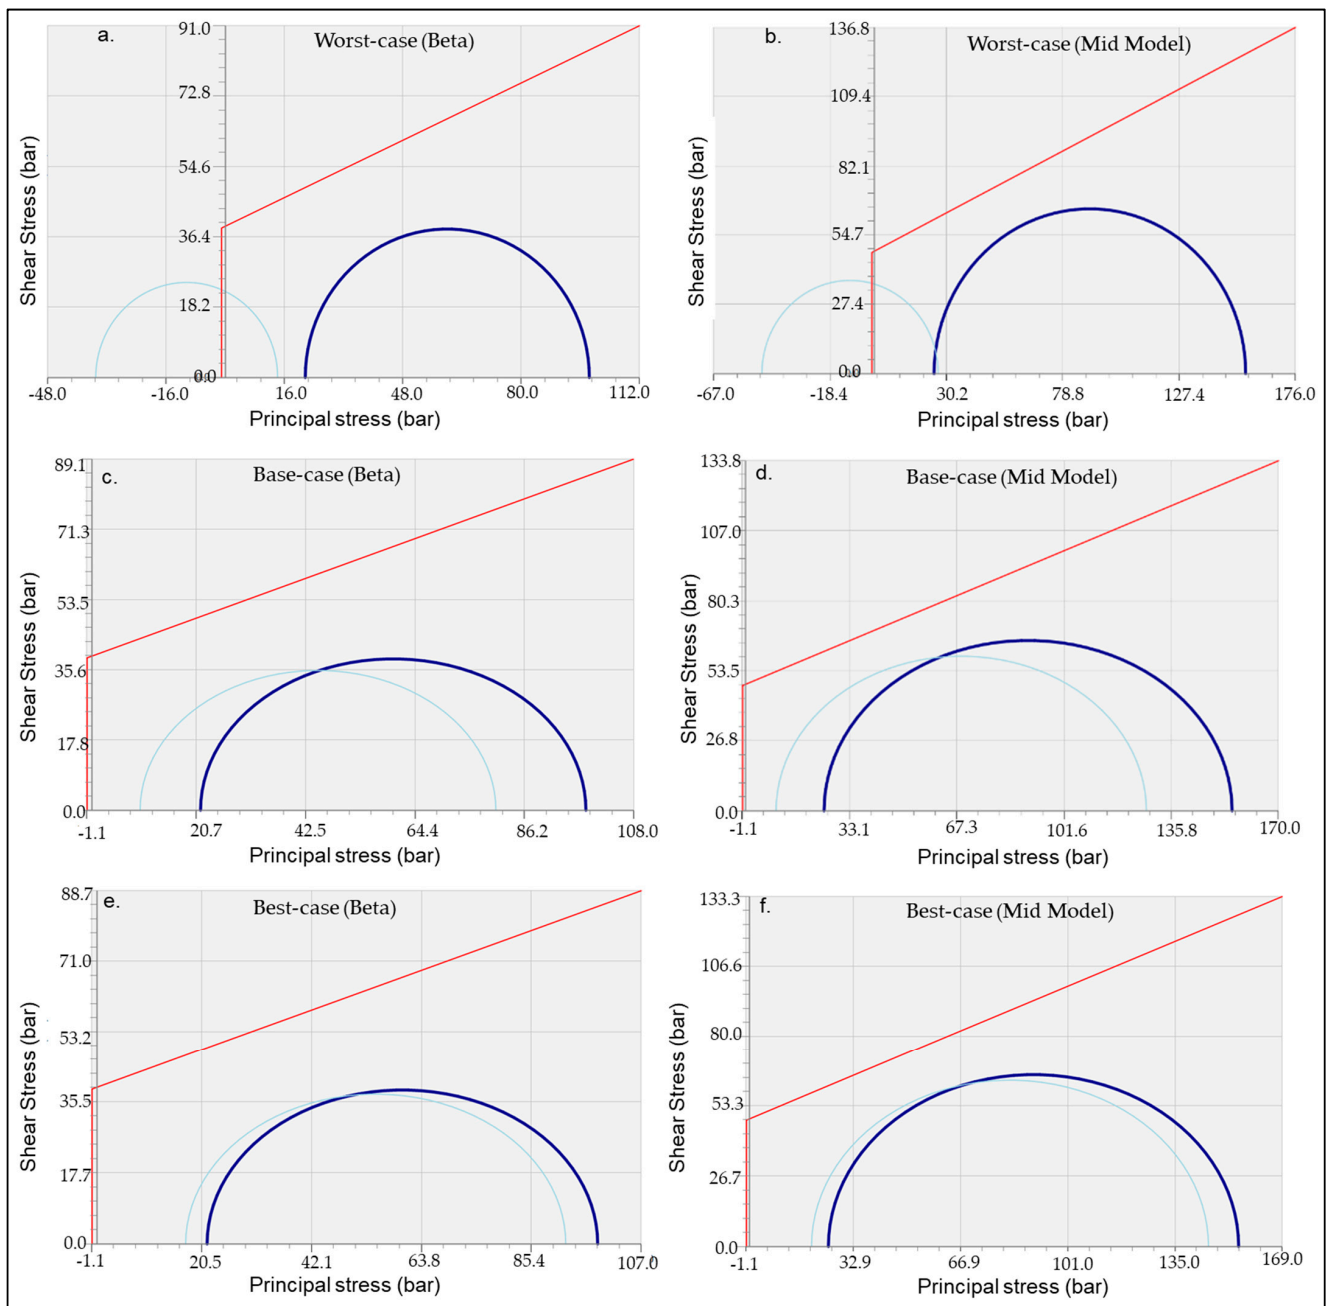 a.
Worst-case (Beta)
Shear Stress (bar)
91.0
72.8
54.6
36.4
18.2
0.0
-48.0 -16.0 16.0 48.0 80.0 112.0
Principal stress (bar)
b.
Worst-case (Mid Model)
Shear Stress (bar)
136.8
109.4
82.1
54.7
27.4
0.0
-67.0 -18.4 30.2 78.8 127.4 176.0
Principal stress (bar)
c.
Base-case (Beta)
Shear Stress (bar)
89.1
71.3
53.5
35.6
17.8
0.0
-1.1 20.7 42.5 64.4 86.2 108.0
Principal stress (bar)
d.
Base-case (Mid Model)
Shear Stress (bar)
133.8
107.0
80.3
53.5
26.8
0.0
-1.1 33.1 67.3 101.6 135.8 170.0
Principal stress (bar)
e.
Best-case (Beta)
Shear Stress (bar)
88.7
71.0
53.2
35.5
17.7
0.0
-1.1 20.5 42.1 63.8 85.4 107.0
Principal stress (bar)
f.
Best-case (Mid Model)
Shear Stress (bar)
133.3
106.6
80.0
53.3
26.7
0.0
-1.1 32.9 66.9 101.0 135.0 169.0
Principal stress (bar)